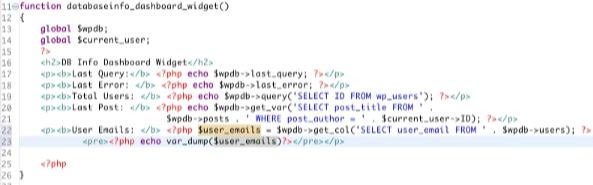 11 function databaseinfo_dashboard_widget()
12 {
13 global $wpdb;
14 global $current_user;
15 ?>
16 <h2>DB Info Dashboard Widget</h2>
17 <p><b>Last Query:</b> <?php echo $wpdb->last_query; ?></p>
18 <p><b>Last Error: </b> <?php echo $wpdb->last_error; ?></p>
19 <p><b>Total Users: </b> <?php echo $wpdb->query('SELECT ID FROM wp_users'); ?></p>
20 <p><b>Last Post: </b> <?php echo $wpdb->get_var('SELECT post_title FROM ' .
21 $wpdb->posts . ' WHERE post_author = ' . $current_user->ID); ?></p>
22 <p><b>User Emails: </b> <?php $user_emails = $wpdb->get_col('SELECT user_email FROM ' . $wpdb->users); ?>
23 <pre><?php echo var_dump($user_emails)?></pre></p>
24
25 <?php
26 }